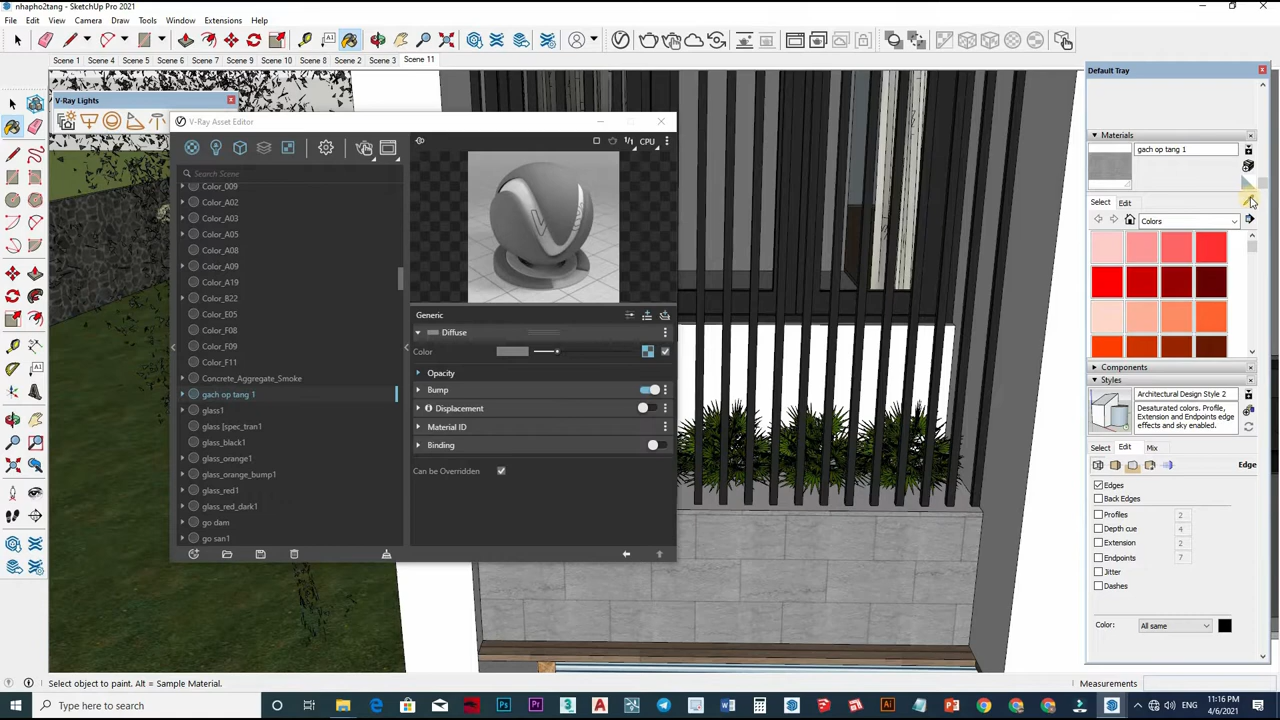 nhapho2tang - SketchUp Pro 2021
File Edit View Camera Draw Tools Window Extensions Help
Scene 1 Scene 4 Scene 5 Scene 6 Scene 7 Scene 9 Scene 10 Scene 8 Scene 2 Scene 3 Scene 11
V-Ray Lights
V-Ray Asset Editor
1/1 CPU
Search Scene
Color_009
Color_A02
Color_A03
Color_A05
Color_A08
Color_A09
Color_A19
Color_B22
Color_E05
Color_F08
Color_F09
Color_F11
Concrete_Aggregate_Smoke
gach op tang 1
glass1
glass [spec_tran1
glass_black1
glass_orange1
glass_orange_bump1
glass_red1
glass_red_dark1
go dam
go san1
Generic
Diffuse
Color
Opacity
Bump
Displacement
Material ID
Binding
Can be Overridden
Default Tray
Materials
gach op tang 1
Select Edit
Colors
Components
Styles
Architectural Design Style 2
Desaturated colors. Profile,
Extension and Endpoints edge
effects and sky enabled.
Select Edit Mix
Edge
Edges
Back Edges
Profiles 2
Depth cue 4
Extension 2
Endpoints 7
Jitter
Dashes
Color: All same
Select object to paint. Alt = Sample Material.
Measurements
Type here to search
11:16 PM
4/6/2021